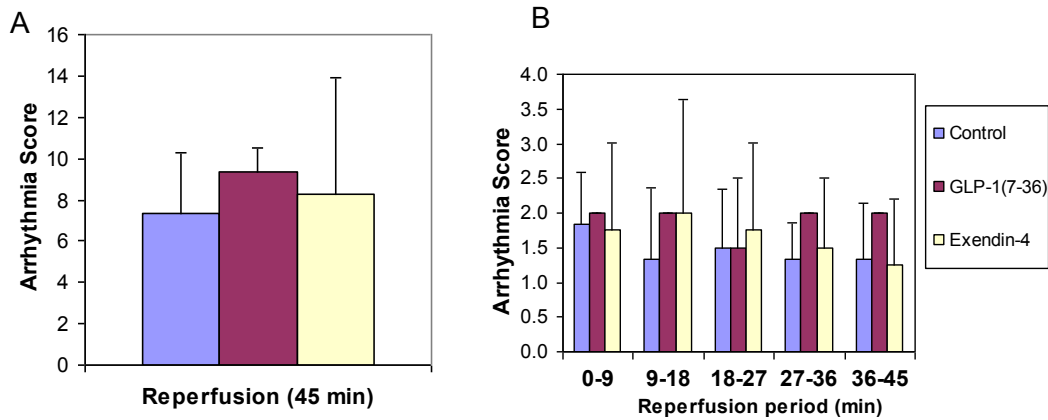 A
16
14
12
10
8
6
4
2
0
Arrhythmia Score
Reperfusion (45 min)
B
4.0
3.5
3.0
2.5
2.0
1.5
1.0
0.5
0.0
Arrhythmia Score
0-9 9-18 18-27 27-36 36-45
Reperfusion period (min)
Control
GLP-1(7-36)
Exendin-4